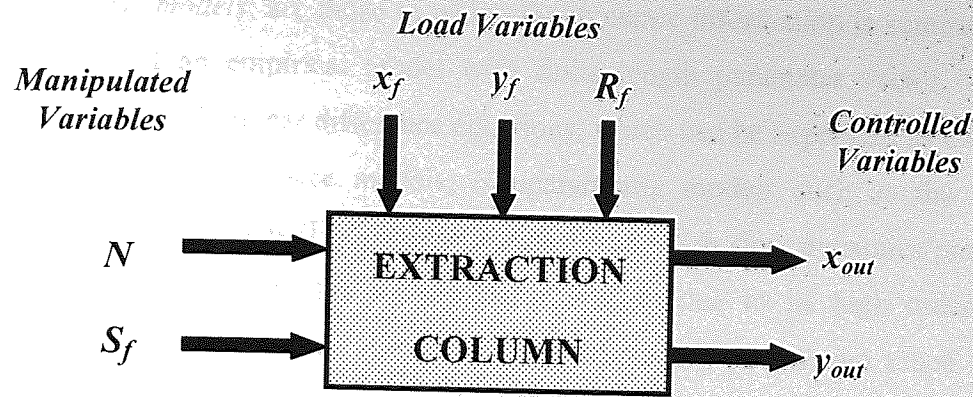 Load Variables
Manipulated
Variables
x_f
y_f
R_f
Controlled
Variables
N
S_f
EXTRACTION
COLUMN
x_out
y_out